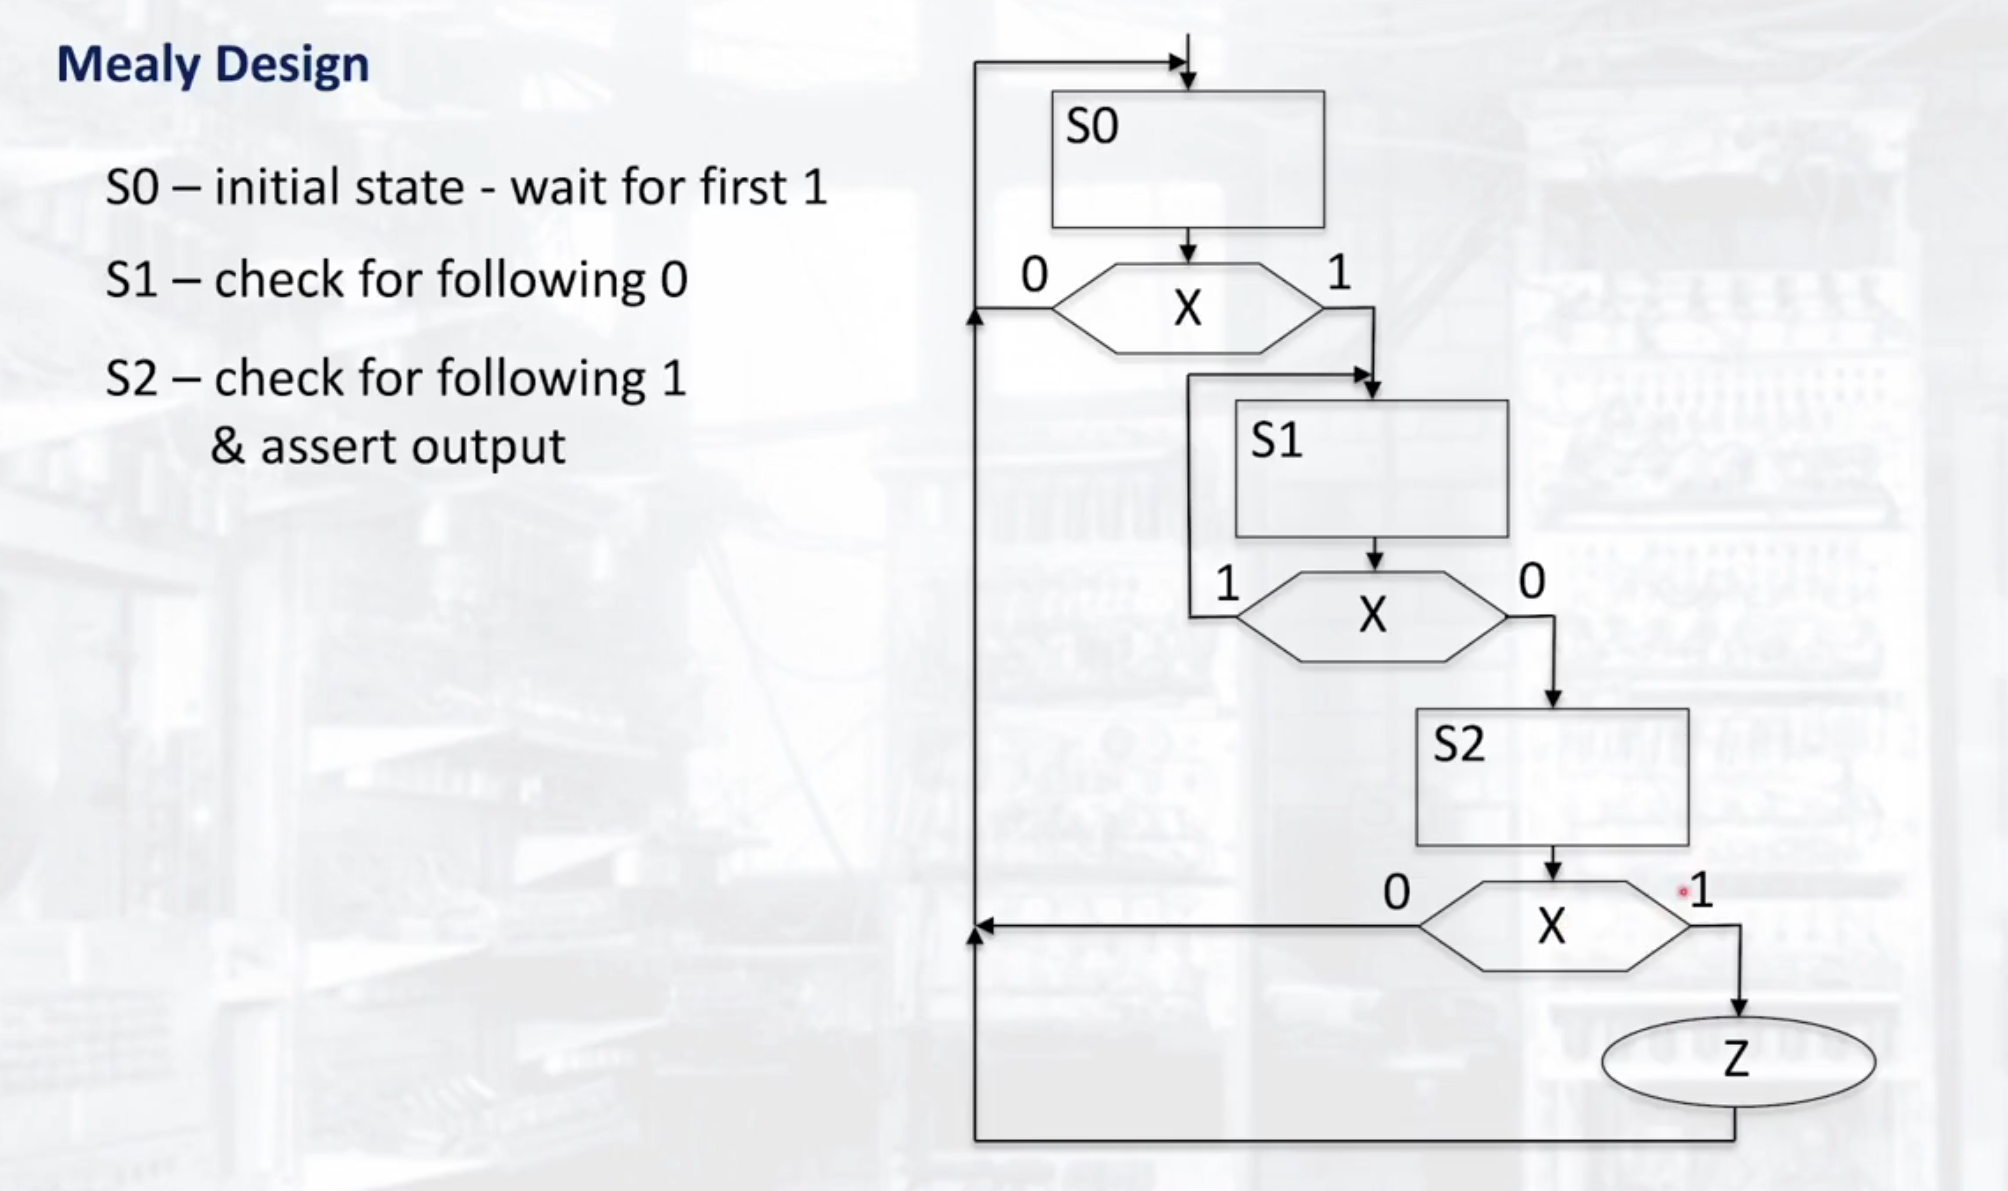 Mealy Design
S0 – initial state - wait for first 1
S1 – check for following 0
S2 – check for following 1
& assert output
S0
0
1
X
S1
1
0
X
S2
0
1
X
Z